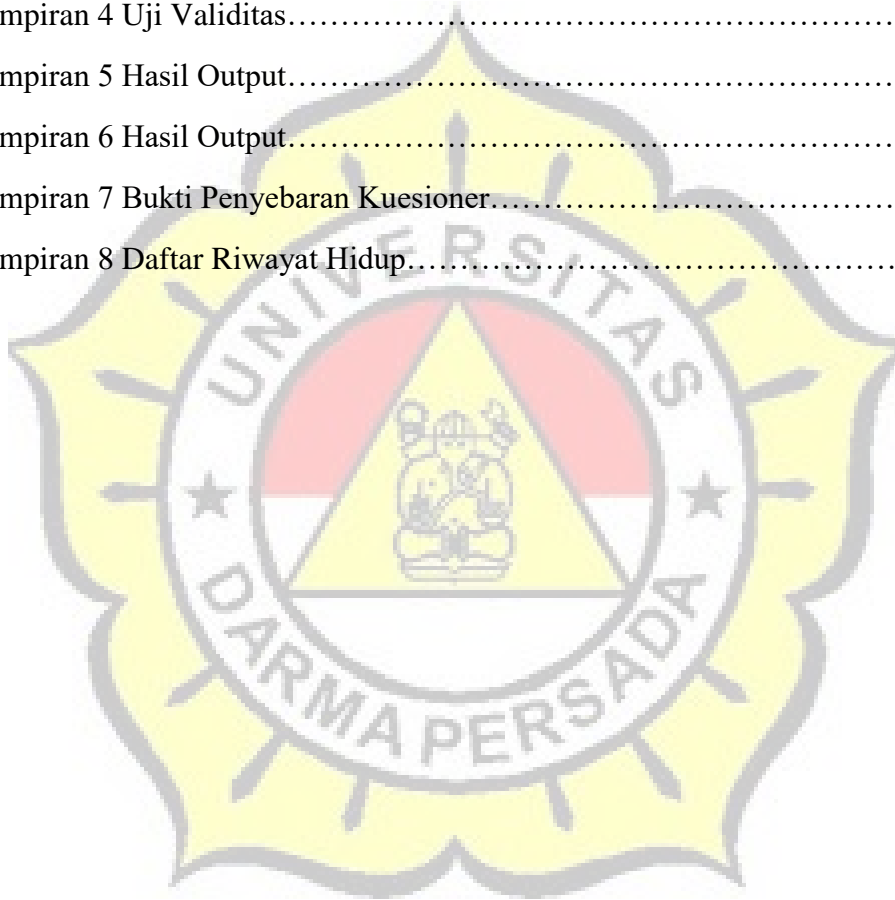 mpiran 4 Uji Validitas……………………………………………………………
mpiran 5 Hasil Output……………………………………………………………
mpiran 6 Hasil Output……………………………………………………………
mpiran 7 Bukti Penyebaran Kuesioner……………………………………
mpiran 8 Daftar Riwayat Hidup……………………………………………
UNIVERSITAS
DARMA PERSADA